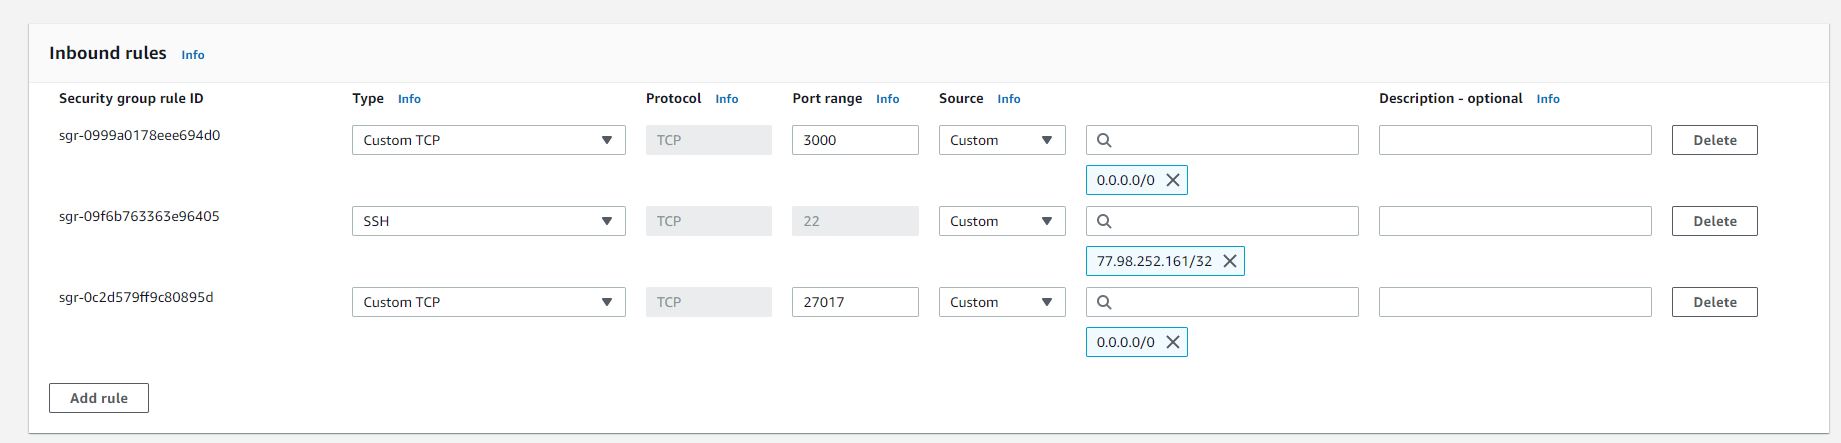 Inbound rules Info
Security group rule ID Type Info Protocol Info Port range Info Source Info Description - optional Info
sgr-0999a0178eee694d0 Custom TCP TCP 3000 Custom Delete
0.0.0.0/0
sgr-09f6b763363e96405 SSH TCP 22 Custom Delete
77.98.252.161/32
sgr-0c2d579ff9c80895d Custom TCP TCP 27017 Custom Delete
0.0.0.0/0
Add rule